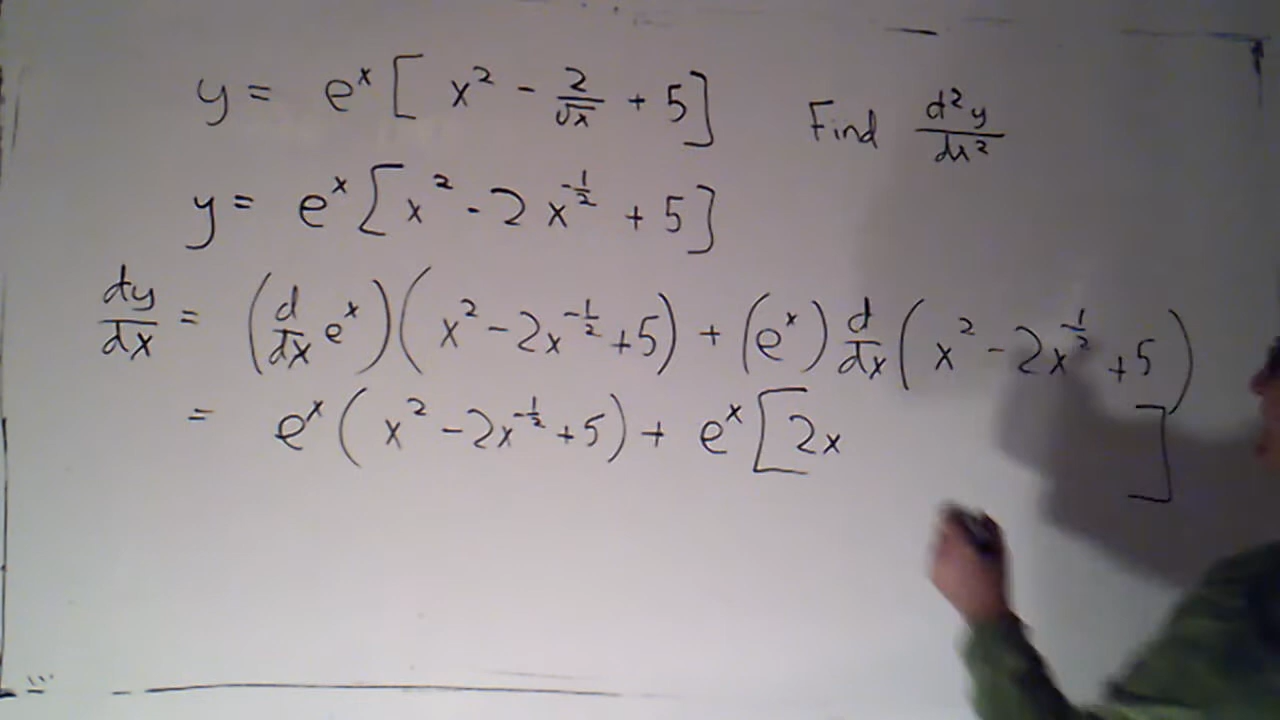 y = e^x [ x^2 - 2/√x + 5 ] Find d^2y/dx^2
y = e^x [ x^2 - 2x^(-1/2) + 5 ]
dy/dx = (d/dx e^x)(x^2 - 2x^(-1/2) + 5) + (e^x) d/dx (x^2 - 2x^(-1/2) + 5)
= e^x (x^2 - 2x^(-1/2) + 5) + e^x [ 2x ]